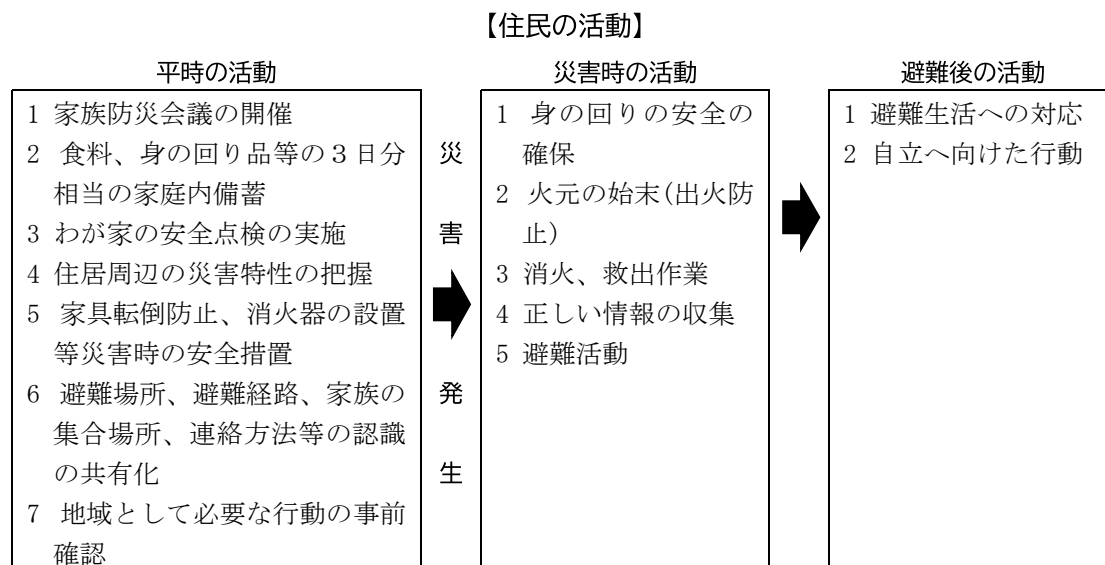 【住民の活動】
平時の活動
1 家族防災会議の開催
2 食料、身の回り品等の３日分
相当の家庭内備蓄
3 わが家の安全点検の実施
4 住居周辺の災害特性の把握
5 家具転倒防止、消火器の設置
等災害時の安全措置
6 避難場所、避難経路、家族の
集合場所、連絡方法等の認識
の共有化
7 地域として必要な行動の事前
確認
災
害
発
生
災害時の活動
1 身の回りの安全の
確保
2 火元の始末(出火防
止)
3 消火、救出作業
4 正しい情報の収集
5 避難活動
避難後の活動
1 避難生活への対応
2 自立へ向けた行動